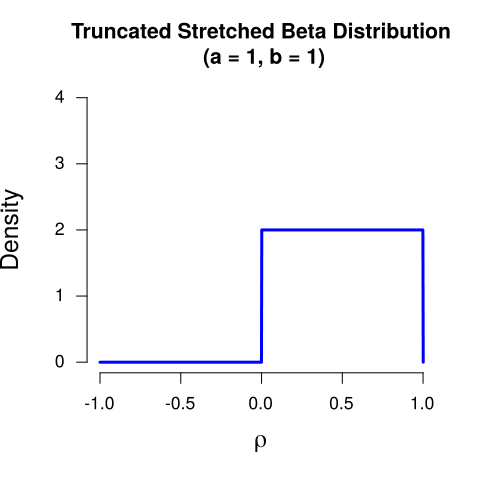 Truncated Stretched Beta Distribution
(a = 1, b = 1)
4
3
2
1
0
Density
-1.0 -0.5 0.0 0.5 1.0
ρ